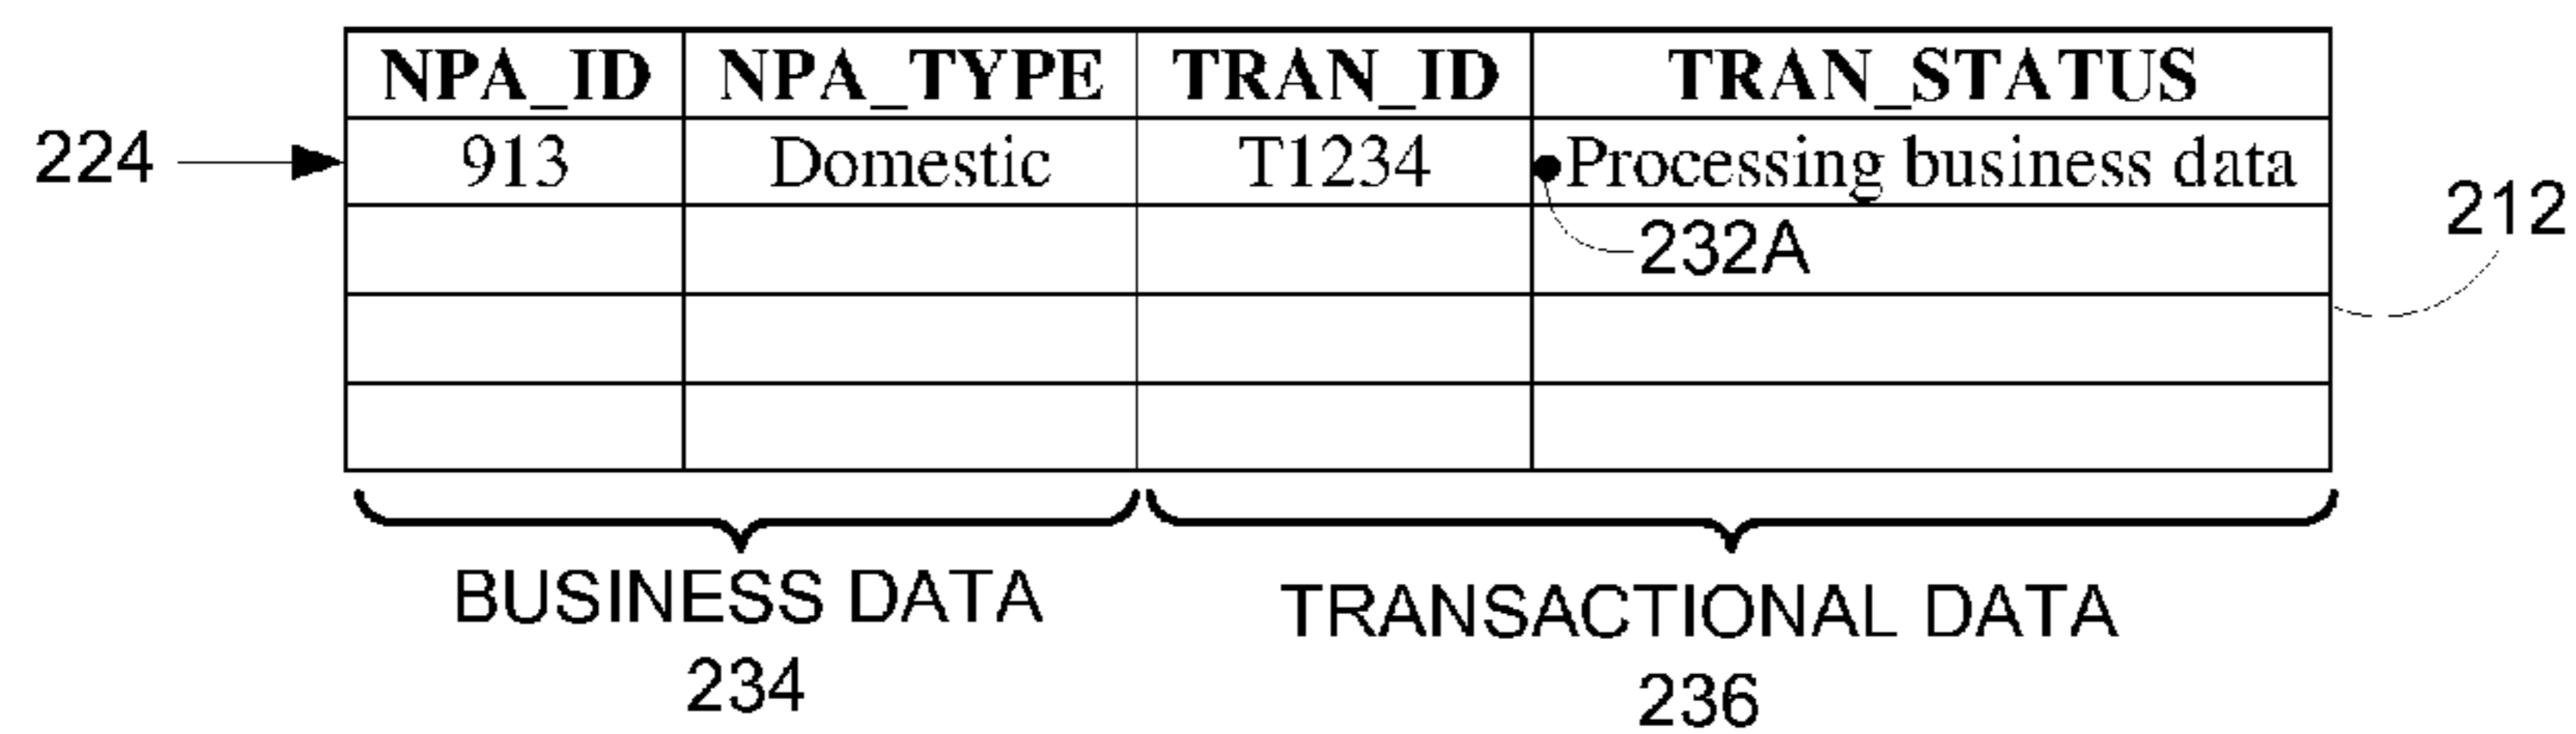 NPA_ID NPA_TYPE TRAN_ID TRAN_STATUS
224 913 Domestic T1234 Processing business data
212
232A
BUSINESS DATA TRANSACTIONAL DATA
234 236